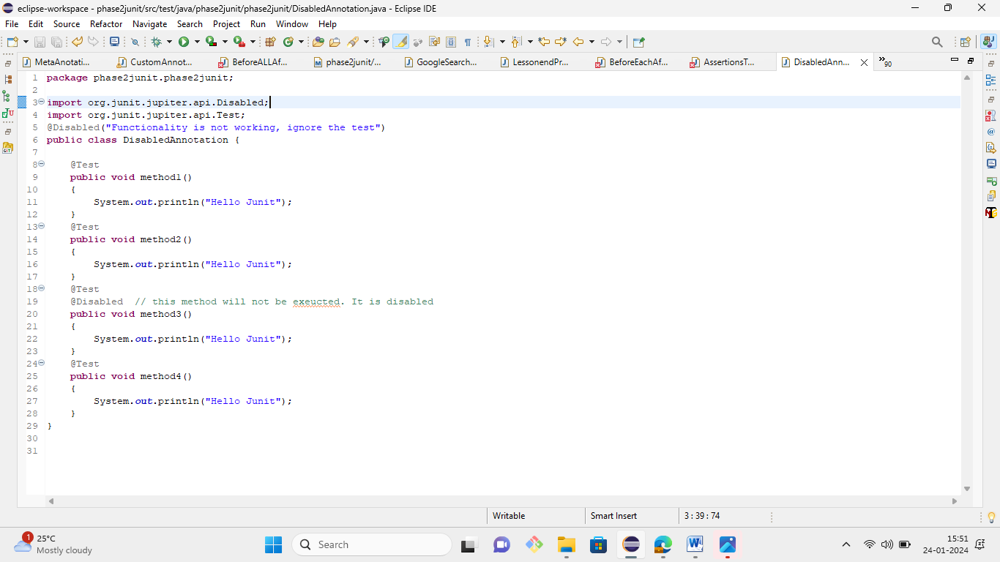 eclipse-workspace - phase2junit/src/test/java/phase2junit/phase2junit/DisabledAnnotation.java - Eclipse IDE
File Edit Source Refactor Navigate Search Project Run Window Help
MetaAnotati... CustomAnnot... BeforeALLAf... phase2junit/... GoogleSearch... LessonendPr... BeforeEachAf... AssertionsT... DisabledAnn... »90
1 package phase2junit.phase2junit;
2
3 import org.junit.jupiter.api.Disabled;
4 import org.junit.jupiter.api.Test;
5 @Disabled("Functionality is not working, ignore the test")
6 public class DisabledAnnotation {
7
8 @Test
9 public void method1()
10 {
11 System.out.println("Hello Junit");
12 }
13 @Test
14 public void method2()
15 {
16 System.out.println("Hello Junit");
17 }
18 @Test
19 @Disabled // this method will not be exeucted. It is disabled
20 public void method3()
21 {
22 System.out.println("Hello Junit");
23 }
24 @Test
25 public void method4()
26 {
27 System.out.println("Hello Junit");
28 }
29 }
30
31
Writable Smart Insert 3 : 39 : 74
1 25°C
Mostly cloudy
Search
15:51
24-01-2024